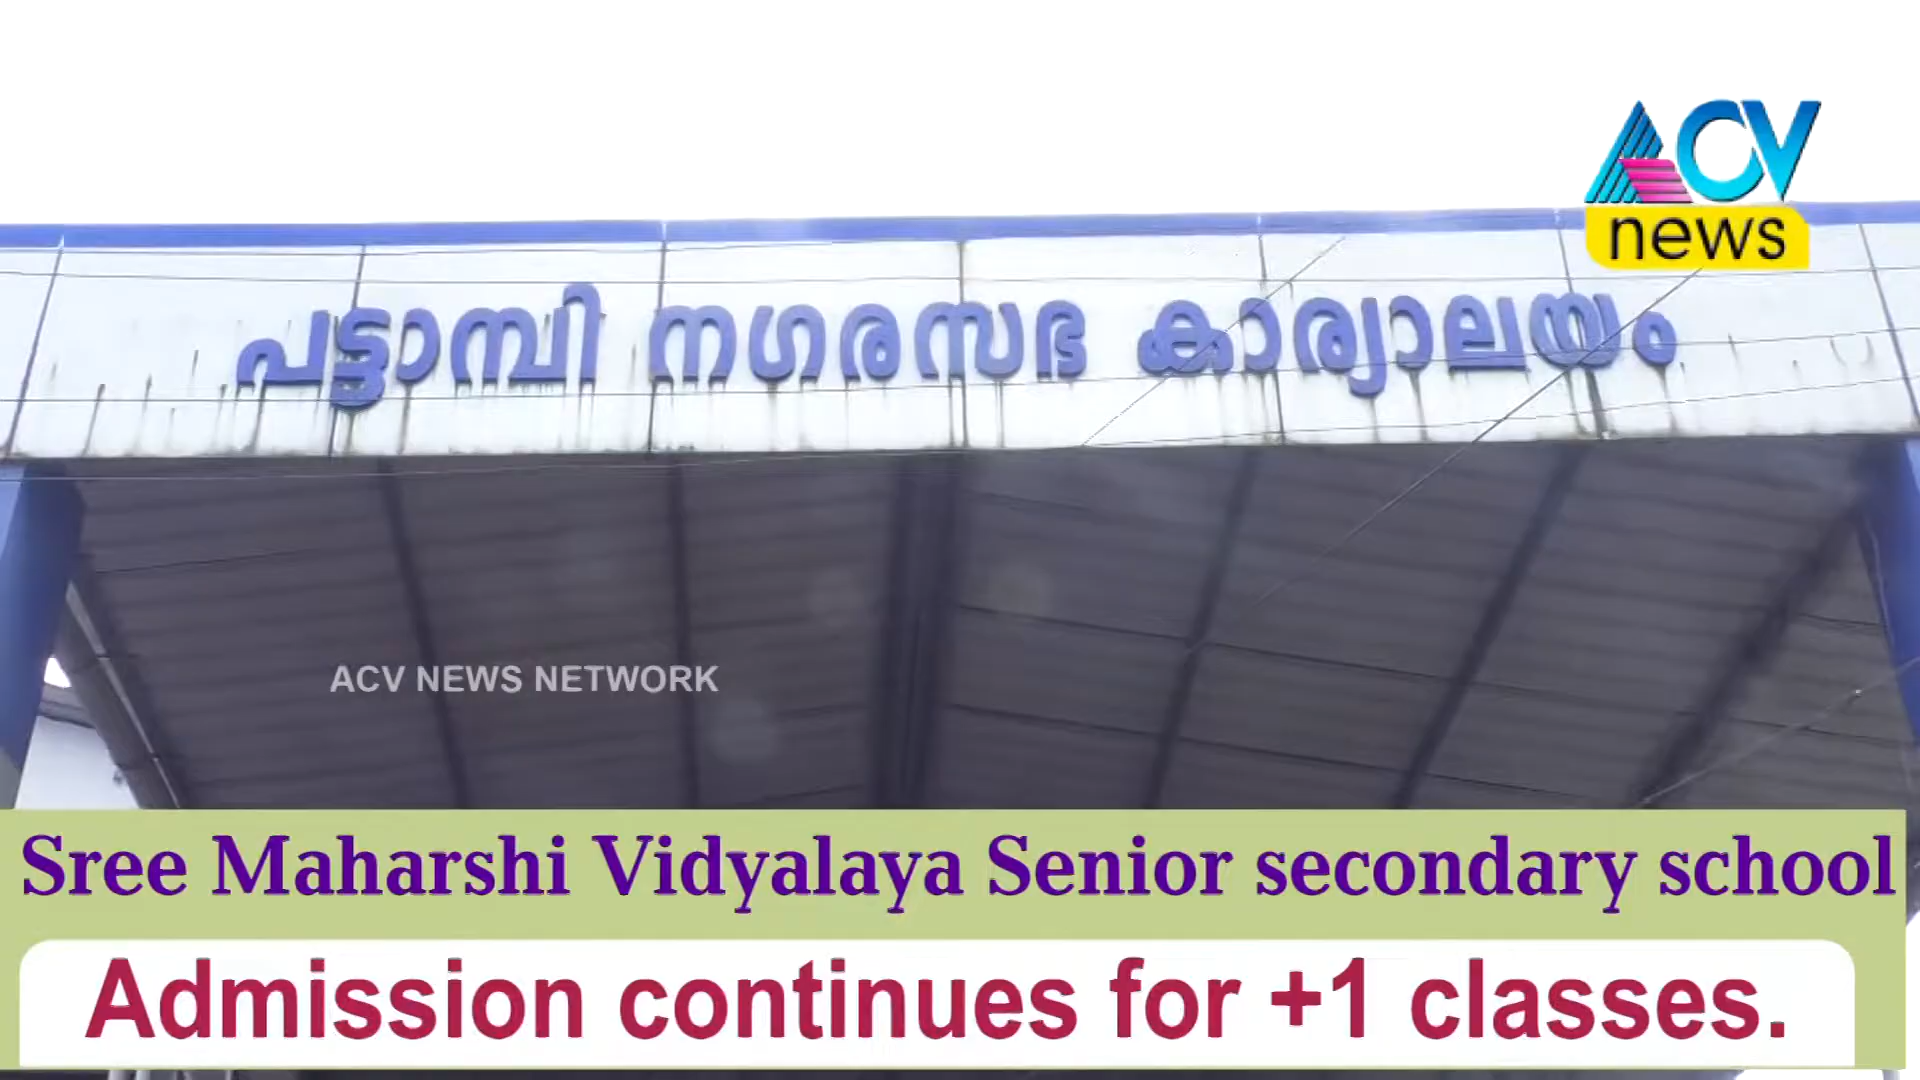 ACV
news
പട്ടാമ്പി നഗരസഭ കാര്യാലയം
ACV NEWS NETWORK
Sree Maharshi Vidyalaya Senior secondary school
Admission continues for +1 classes.